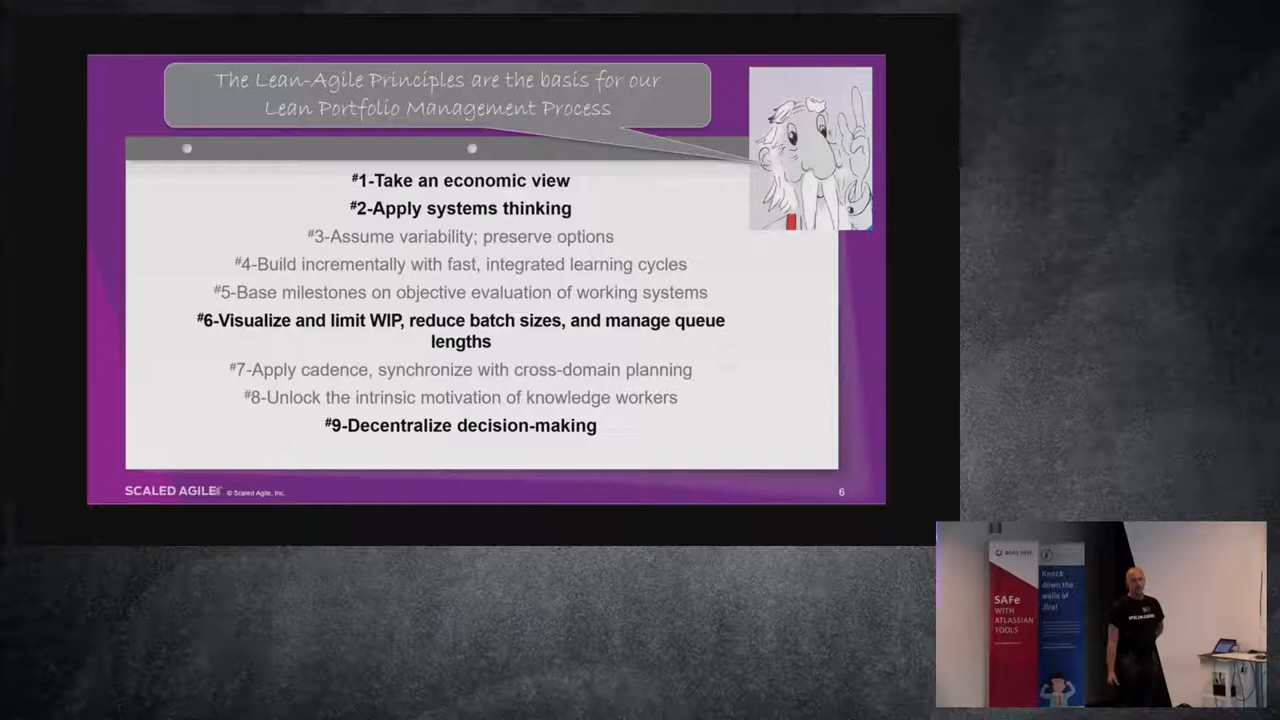 The Lean-Agile Principles are the basis for our
Lean Portfolio Management Process
#1-Take an economic view
#2-Apply systems thinking
#3-Assume variability; preserve options
#4-Build incrementally with fast, integrated learning cycles
#5-Base milestones on objective evaluation of working systems
#6-Visualize and limit WIP, reduce batch sizes, and manage queue
lengths
#7-Apply cadence, synchronize with cross-domain planning
#8-Unlock the intrinsic motivation of knowledge workers
#9-Decentralize decision-making
SCALED AGILE © Scaled Agile, Inc.
6
SAFe
WITH
ATLASSIAN
TOOLS
Knock
down the
walls of
Jira!